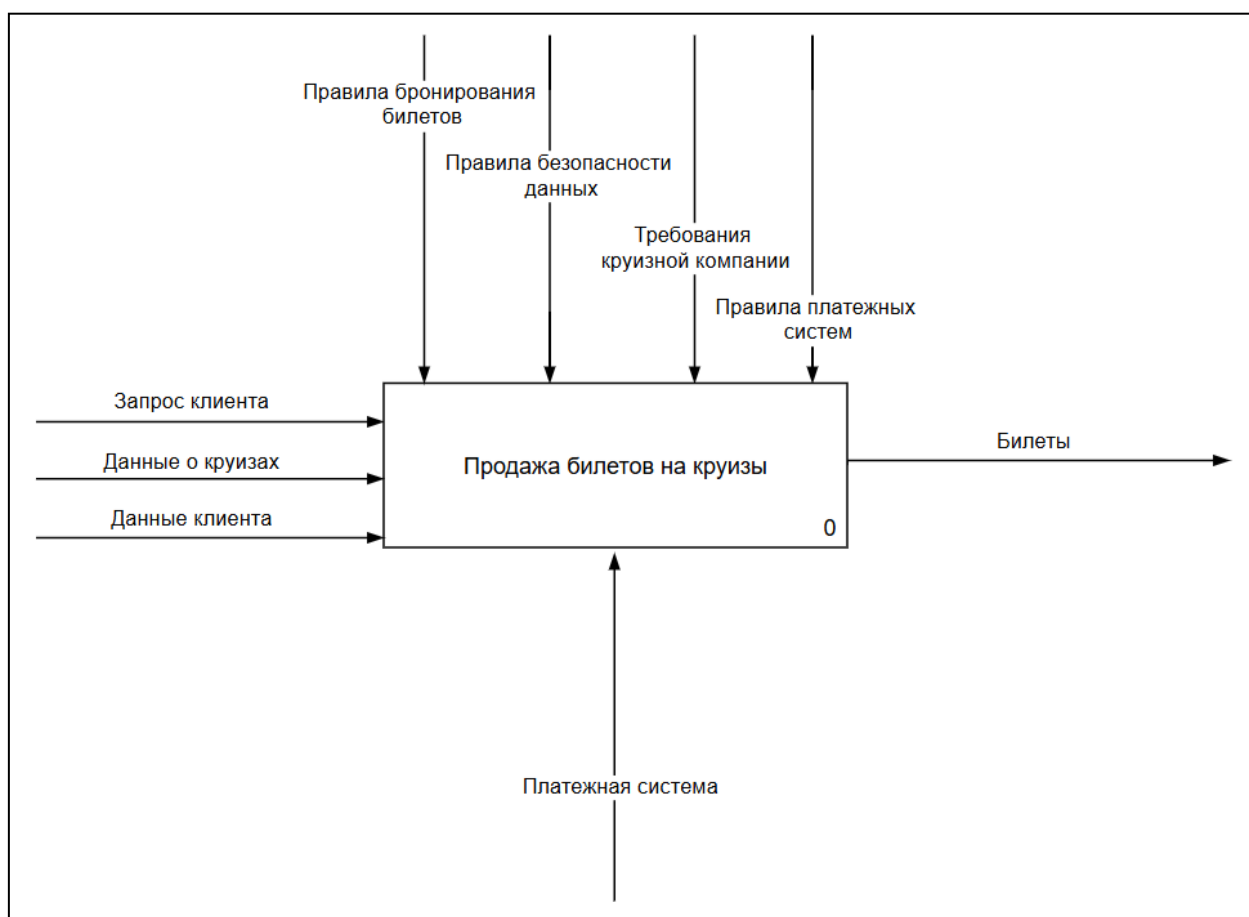 Правила бронирования
билетов
Правила безопасности
данных
Требования
круизной компании
Правила платежных
систем
Запрос клиента
Данные о круизах
Данные клиента
Продажа билетов на круизы
0
Билеты
Платежная система